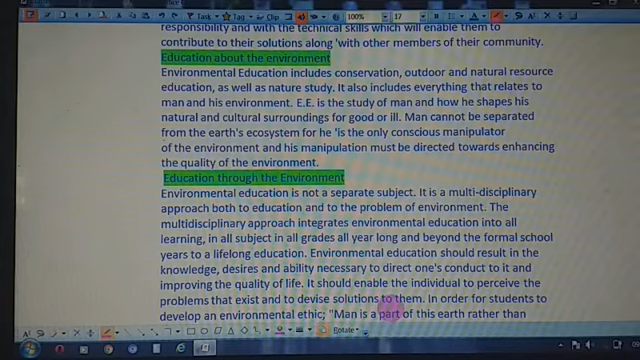 Task Tag Clip 100% 17 B
responsibility and with the technical skills which will enable them to
contribute to their solutions along 'with other members of their community.
Education about the environment
Environmental Education includes conservation, outdoor and natural resource
education, as well as nature study. It also includes everything that relates to
man and his environment. E.E. is the study of man and how he shapes his
natural and cultural surroundings for good or ill. Man cannot be separated
from the earth's ecosystem for he 'is the only conscious manipulator
of the environment and his manipulation must be directed towards enhancing
the quality of the environment.
Education through the Environment
Environmental education is not a separate subject. It is a multi-disciplinary
approach both to education and to the problem of environment. The
multidisciplinary approach integrates environmental education into all
learning, in all subject in all grades all year long and beyond the formal school
years to a lifelong education. Environmental education should result in the
knowledge, desires and ability necessary to direct one's conduct to it and
improving the quality of life. It should enable the individual to perceive the
problems that exist and to devise solutions to them. In order for students to
develop an environmental ethic; "Man is a part of this earth rather than
Rotate